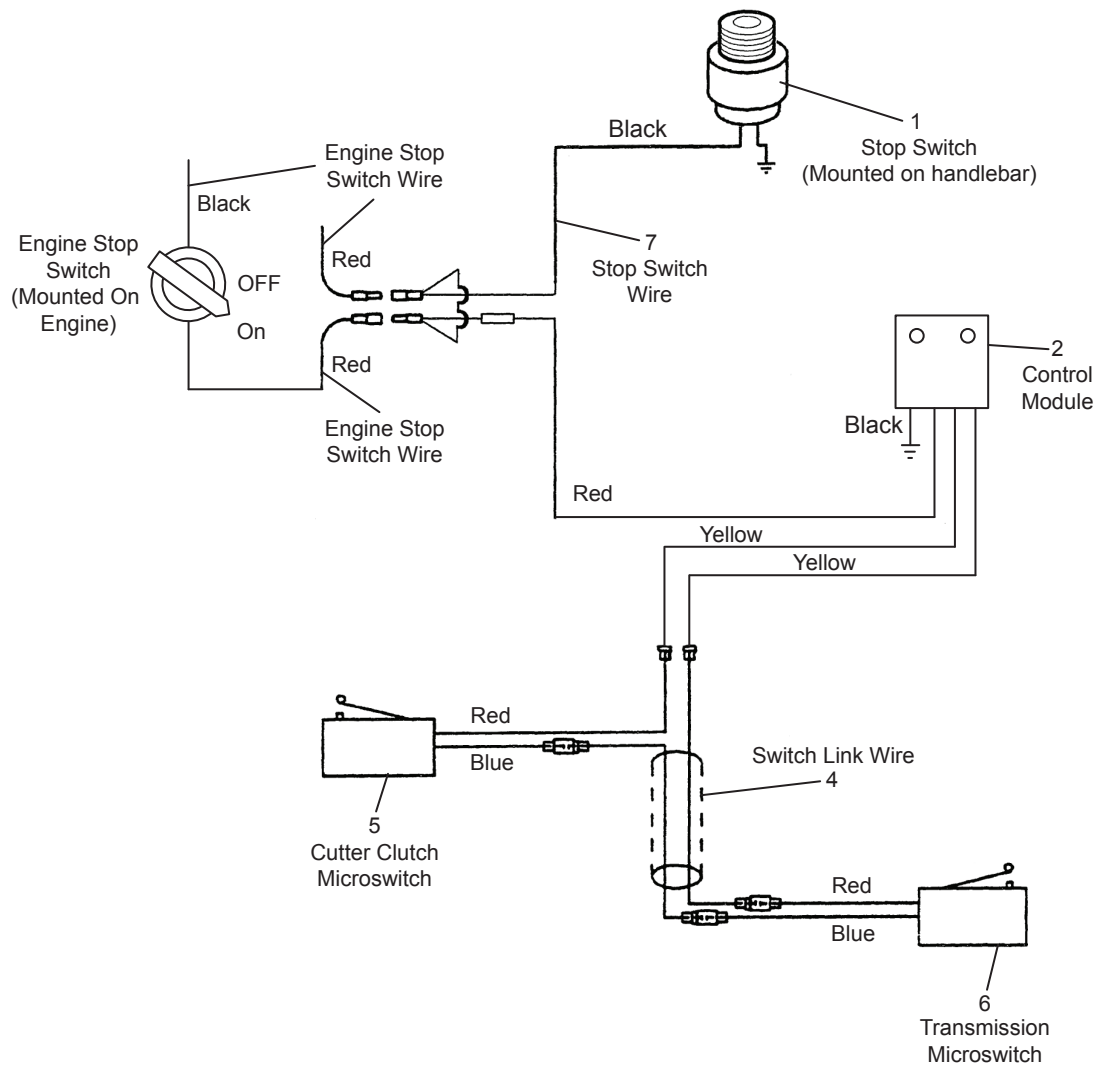 Black
1
Stop Switch
(Mounted on handlebar)
Engine Stop
Switch Wire
Black
Engine Stop
Switch
(Mounted On
Engine)
OFF
On
Red
7
Stop Switch
Wire
Red
Engine Stop
Switch Wire
2
Control
Module
Black
Red
Yellow
Yellow
Red
Blue
Switch Link Wire
4
5
Cutter Clutch
Microswitch
Red
Blue
6
Transmission
Microswitch